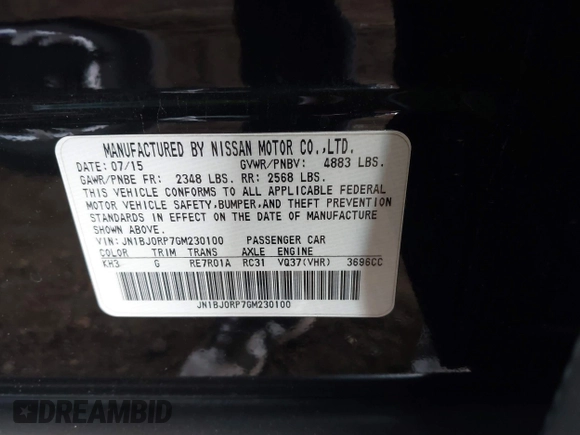 MANUFACTURED BY NISSAN MOTOR CO.,LTD.
DATE: 07/15 GVWR/PNBV: 4883 LBS.
GAWR/PNBE FR: 2348 LBS. RR: 2568 LBS.
THIS VEHICLE CONFORMS TO ALL APPLICABLE FEDERAL
MOTOR VEHICLE SAFETY,BUMPER,AND THEFT PREVENTION
STANDARDS IN EFFECT ON THE DATE OF MANUFACTURE
SHOWN ABOVE.
VIN: JN1BJ0RP7GM230100 PASSENGER CAR
COLOR TRIM TRANS AXLE ENGINE
KH3 G RE7R01A RC31 VQ37(VHR) 3696CC
JN1BJ0RP7GM230100
DREAMBID